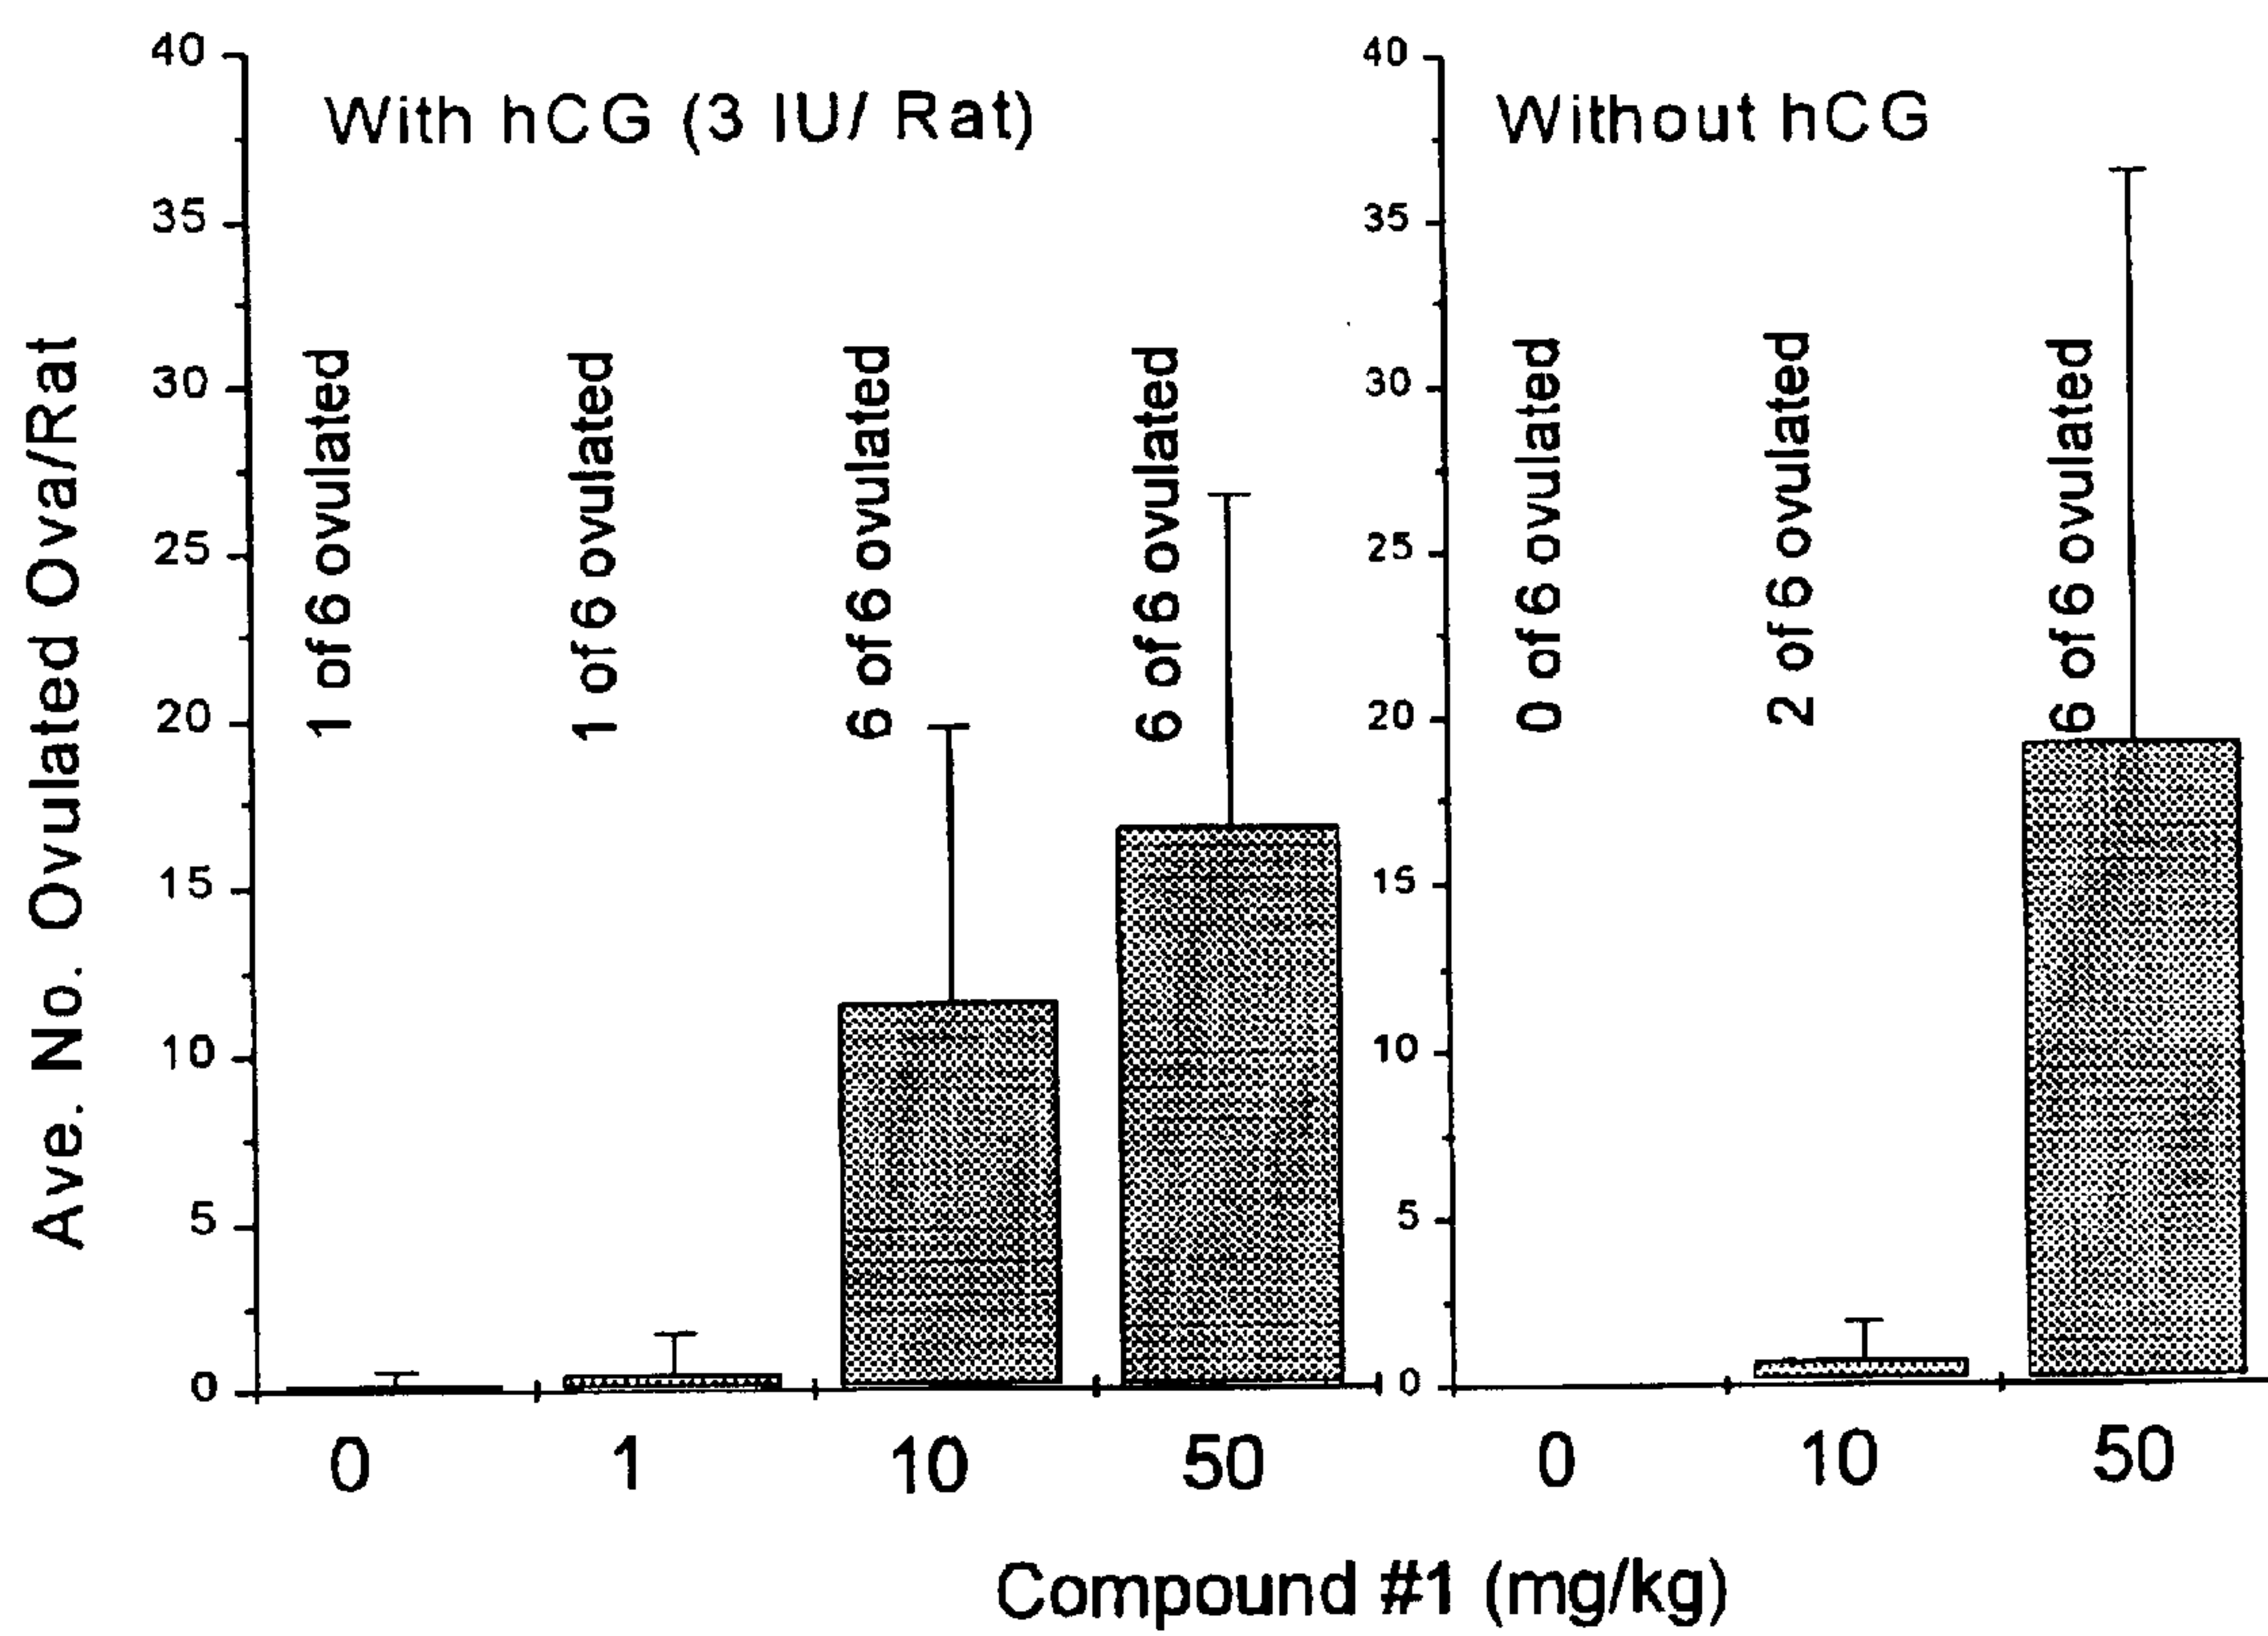 Ave. No. Ovulated Ova/Rat
With hCG (3 IU/ Rat)
40
35
30
25
20
15
10
5
0
1 of 6 ovulated
1 of 6 ovulated
6 of 6 ovulated
6 of 6 ovulated
0
1
10
50
Without hCG
40
35
30
25
20
15
10
5
0
0 of 6 ovulated
2 of 6 ovulated
6 of 6 ovulated
0
10
50
Compound #1 (mg/kg)